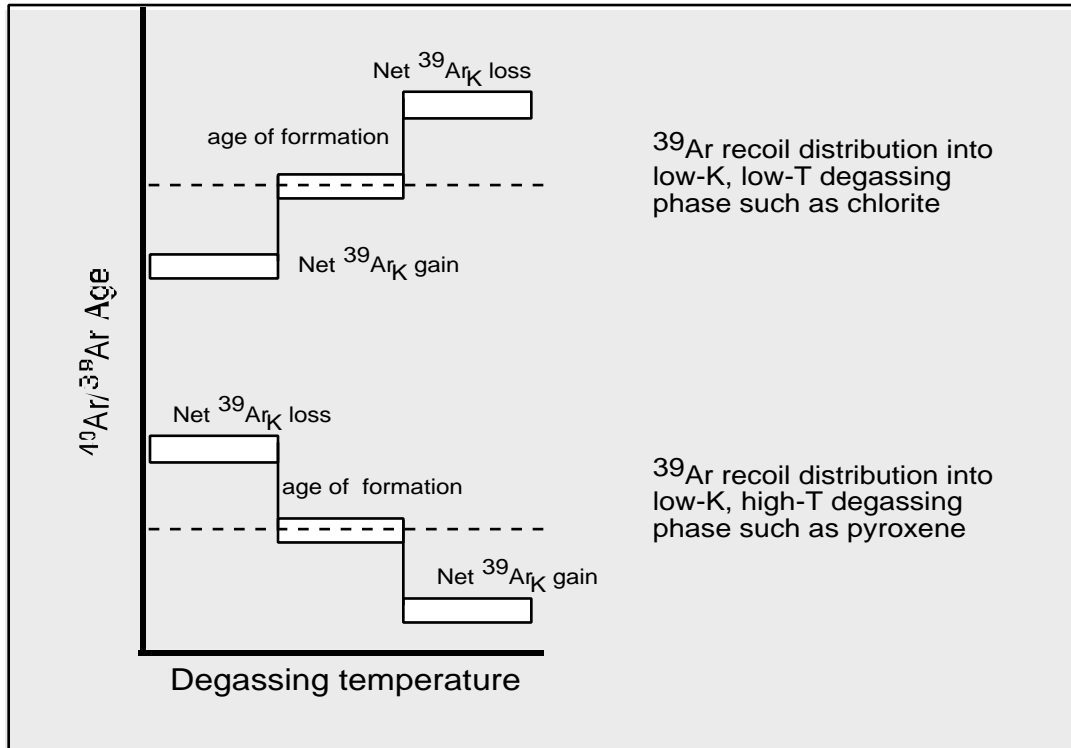 Net ³⁹Ar_K loss
age of forrmation
Net ³⁹Ar_K gain
³⁹Ar recoil distribution into
low-K, low-T degassing
phase such as chlorite
Net ³⁹Ar_K loss
age of formation
Net ³⁹Ar_K gain
³⁹Ar recoil distribution into
low-K, high-T degassing
phase such as pyroxene
⁴⁰Ar/³⁹Ar Age
Degassing temperature